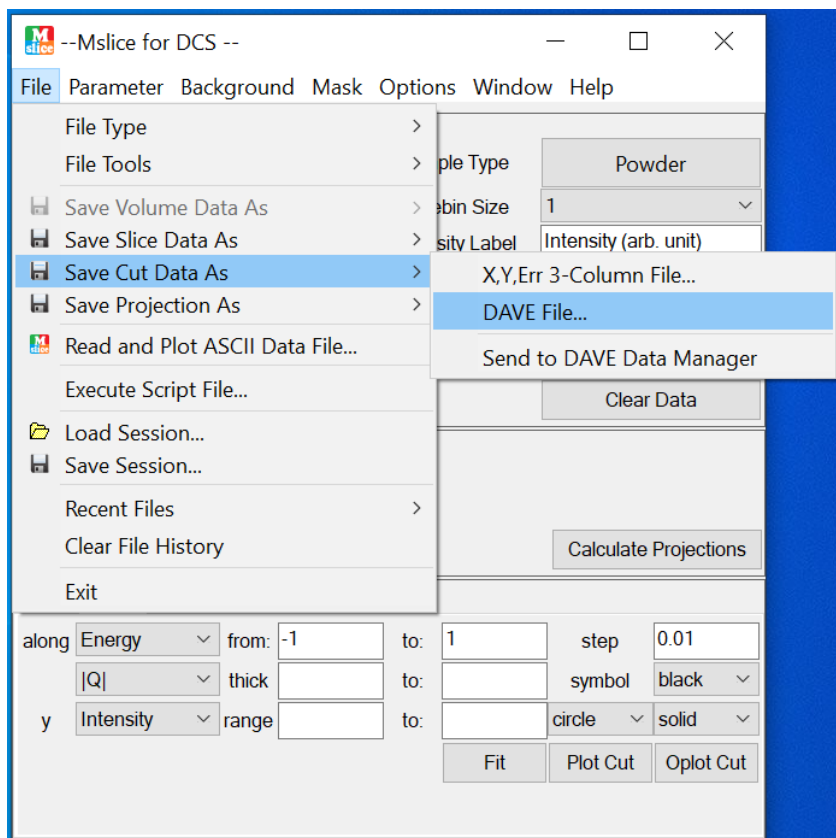 M slice --Mslice for DCS --
File Parameter Background Mask Options Window Help
File Type
File Tools
ple Type Powder
Save Volume Data As
ebin Size 1
Save Slice Data As
sity Label Intensity (arb. unit)
Save Cut Data As
X,Y,Err 3-Column File...
Save Projection As
DAVE File...
M slice Read and Plot ASCII Data File...
Send to DAVE Data Manager
Execute Script File...
Clear Data
Load Session...
Save Session...
Recent Files
Clear File History
Calculate Projections
Exit
along Energy from: -1 to: 1 step 0.01
|Q| thick to: symbol black
y Intensity range to: circle solid
Fit Plot Cut Oplot Cut